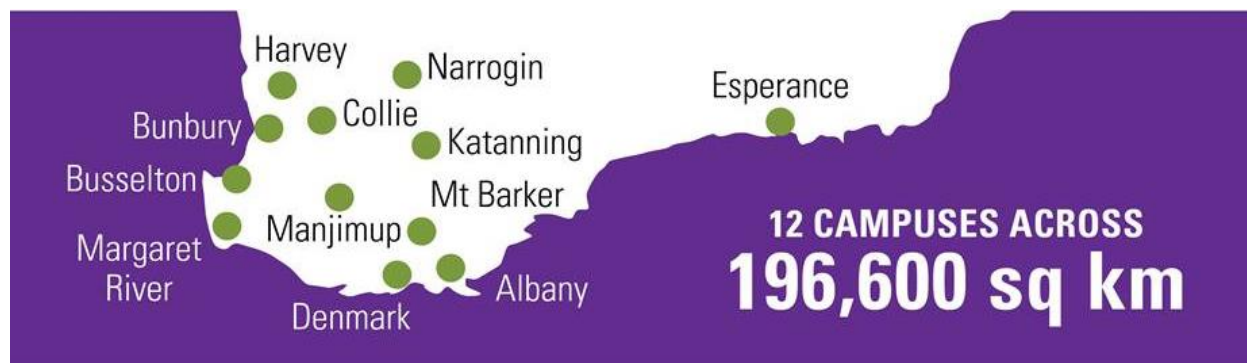 Harvey
Narrogin
Esperance
Bunbury
Collie
Katanning
Busselton
Mt Barker
Manjimup
Margaret
River
Denmark
Albany
12 CAMPUSES ACROSS
196,600 sq km